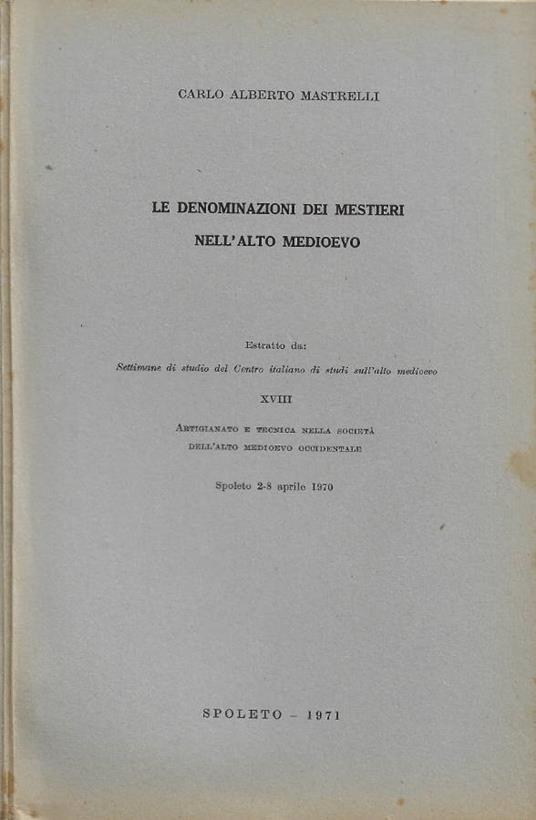 CARLO ALBERTO MASTRELLI
LE DENOMINAZIONI DEI MESTIERI
NELL'ALTO MEDIOEVO
Estratto da:
Settimane di studio del Centro italiano di studi sull'alto medioevo
XVIII
ARTIGIANATO E TECNICA NELLA SOCIETÀ
DELL'ALTO MEDIOEVO OCCIDENTALE
Spoleto 2-8 aprile 1970
SPOLETO - 1971